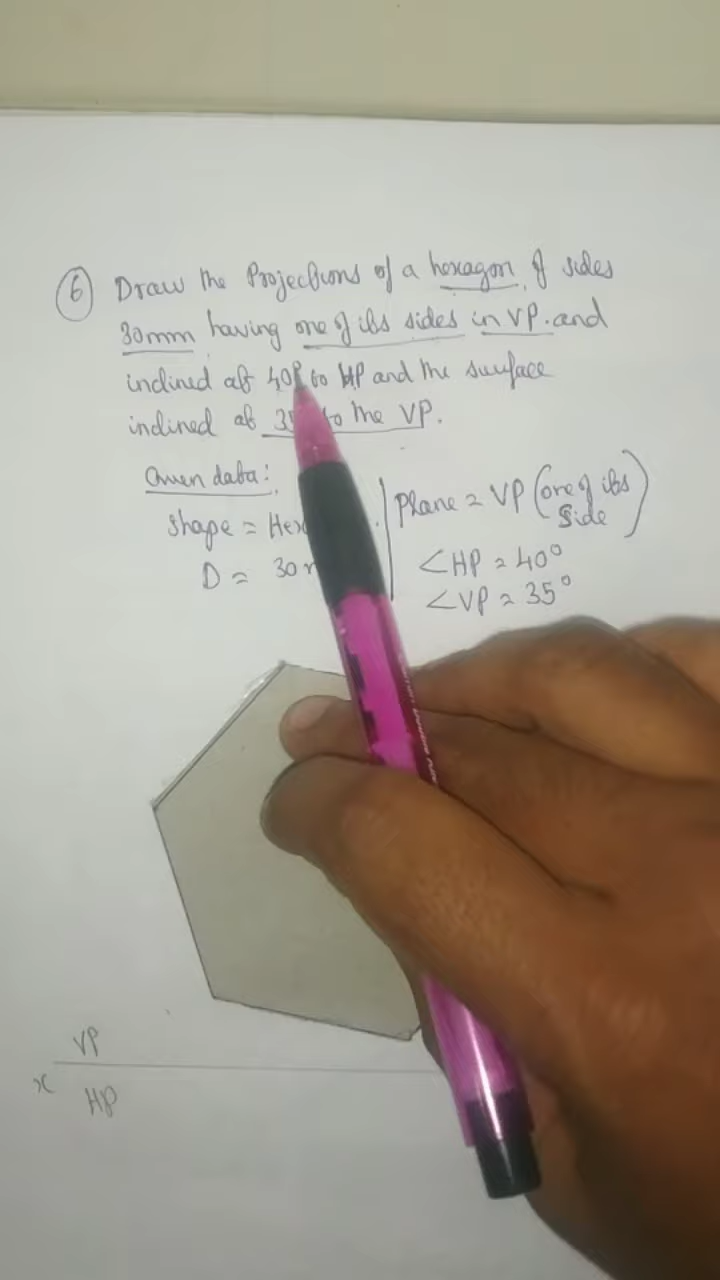 6 Draw the Projections of a hexagon of sides
30mm having one of its sides in VP. and
inclined at 40° to HP and the surface
inclined at 35 to the VP.
Given data:
Shape = Hex
D = 30
Plane = VP (one of its
Side)
∠HP = 40°
∠VP = 35°
VP
x
HP